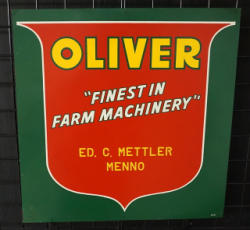 OLIVER
"FINEST IN
FARM MACHINERY"
ED. C. METTLER
MENNO